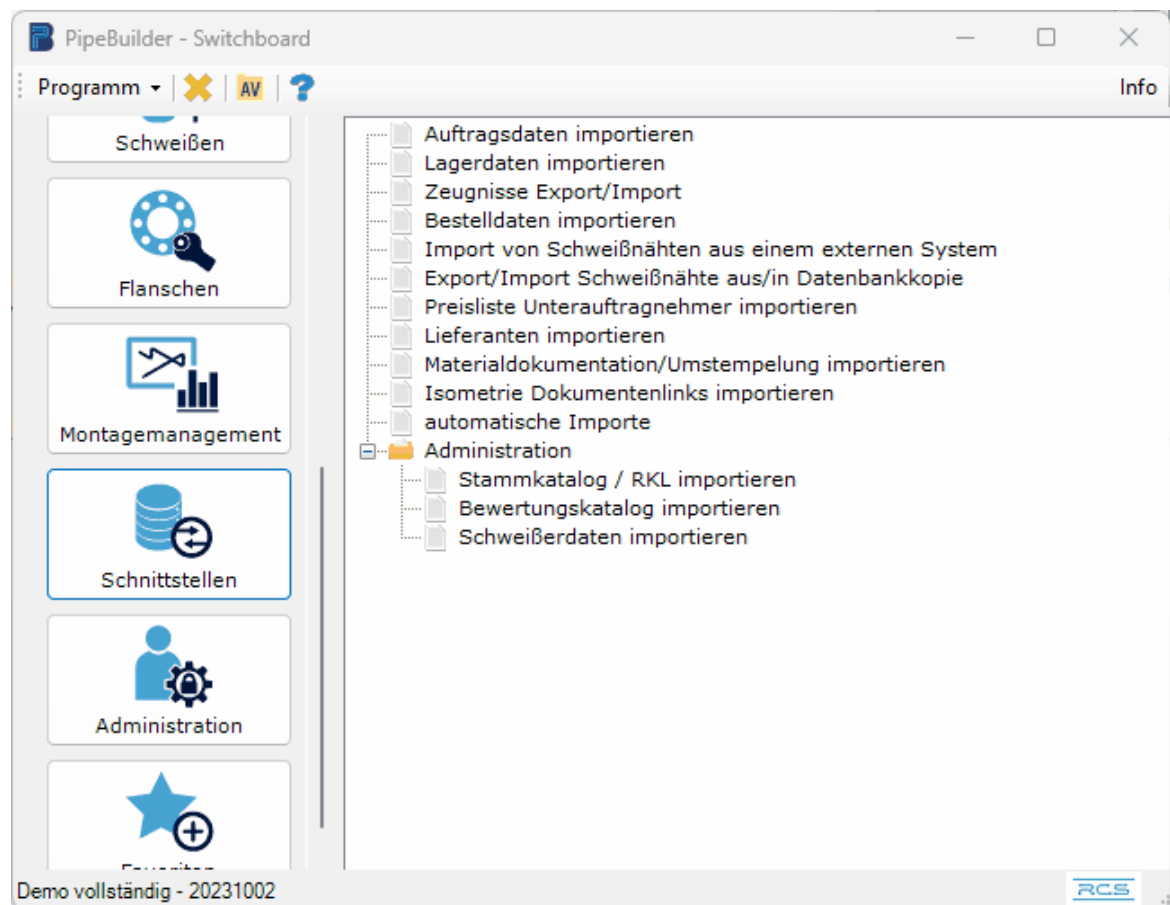 PipeBuilder - Switchboard
Programm
AV
?
Info
Schweißen
Flanschen
Montagemanagement
Schnittstellen
Administration
Auftragsdaten importieren
Lagerdaten importieren
Zeugnisse Export/Import
Bestelldaten importieren
Import von Schweißnähten aus einem externen System
Export/Import Schweißnähte aus/in Datenbankkopie
Preisliste Unterauftragnehmer importieren
Lieferanten importieren
Materialdokumentation/Umstempelung importieren
Isometrie Dokumentenlinks importieren
automatische Importe
Administration
Stammkatalog / RKL importieren
Bewertungskatalog importieren
Schweißerdaten importieren
Demo vollständig - 20231002
RCS